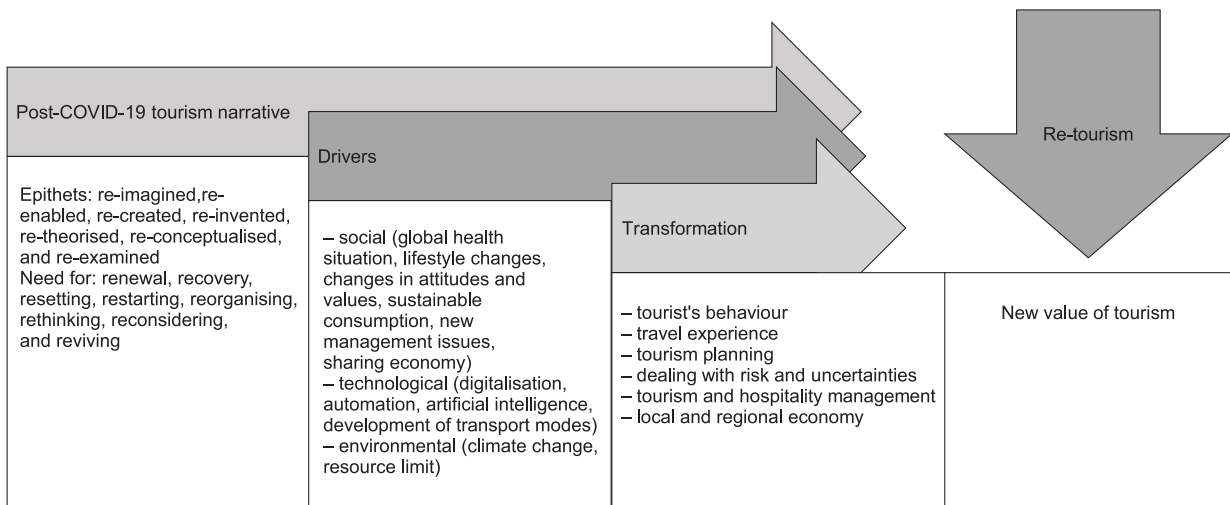 Post-COVID-19 tourism narrative
Epithets: re-imagined,re-
enabled, re-created, re-invented,
re-theorised, re-conceptualised,
and re-examined
Need for: renewal, recovery,
resetting, restarting, reorganising,
rethinking, reconsidering,
and reviving
Drivers
– social (global health
situation, lifestyle changes,
changes in attitudes and
values, sustainable
consumption, new
management issues,
sharing economy)
– technological (digitalisation,
automation, artificial intelligence,
development of transport modes)
– environmental (climate change,
resource limit)
Transformation
– tourist's behaviour
– travel experience
– tourism planning
– dealing with risk and uncertainties
– tourism and hospitality management
– local and regional economy
Re-tourism
New value of tourism